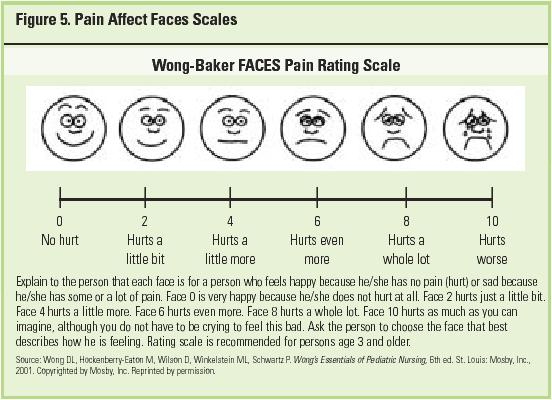 Figure 5. Pain Affect Faces Scales
Wong-Baker FACES Pain Rating Scale
0 2 4 6 8 10
No hurt Hurts a Hurts a Hurts even Hurts a Hurts
little bit little more more whole lot worse
Explain to the person that each face is for a person who feels happy because he/she has no pain (hurt) or sad because
he/she has some or a lot of pain. Face 0 is very happy because he/she does not hurt at all. Face 2 hurts just a little bit.
Face 4 hurts a little more. Face 6 hurts even more. Face 8 hurts a whole lot. Face 10 hurts as much as you can
imagine, although you do not have to be crying to feel this bad. Ask the person to choose the face that best
describes how he is feeling. Rating scale is recommended for persons age 3 and older.
Source: Wong DL, Hockenberry-Eaton M, Wilson D, Winkelstein ML, Schwartz P. Wong's Essentials of Pediatric Nursing, 6th ed. St. Louis: Mosby, Inc.,
2001. Copyrighted by Mosby, Inc. Reprinted by permission.